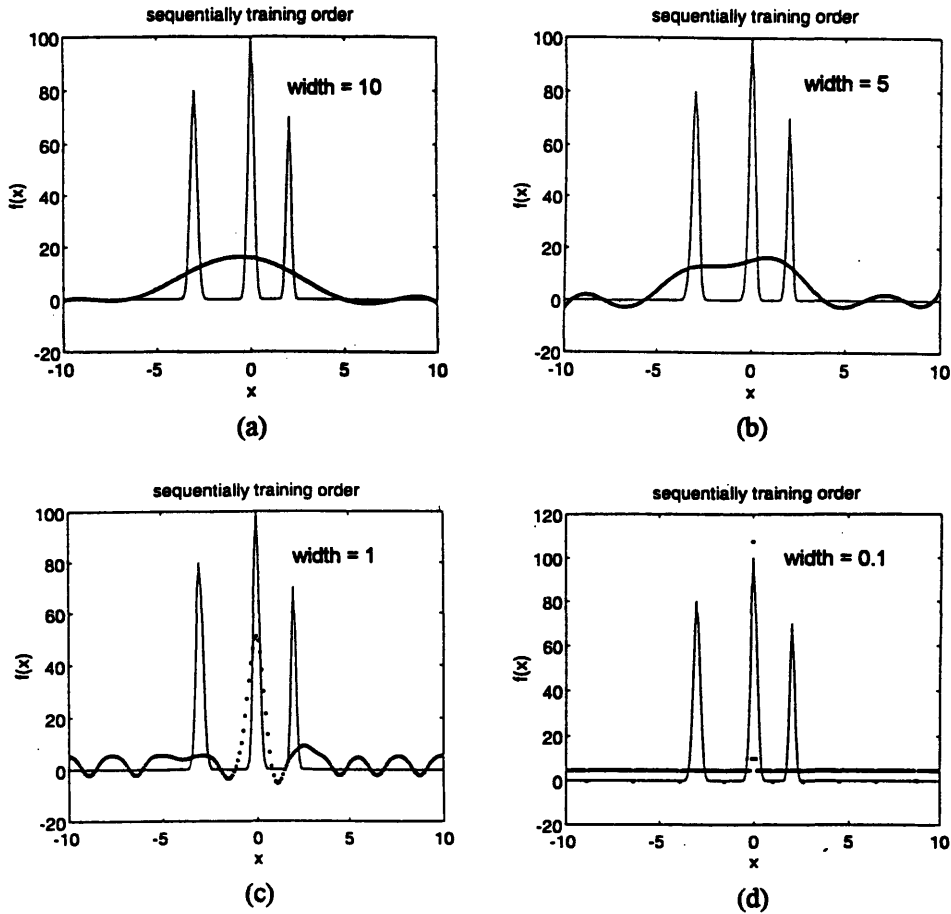 sequentially training order
100
80
60
40
20
0
-20
f(x)
width = 10
-10
-5
0
5
10
x
(a)
sequentially training order
100
80
60
40
20
0
-20
f(x)
width = 5
-10
-5
0
5
10
x
(b)
sequentially training order
100
80
60
40
20
0
-20
f(x)
width = 1
-10
-5
0
5
10
x
(c)
sequentially training order
120
100
80
60
40
20
0
-20
f(x)
width = 0.1
-10
-5
0
5
10
x
(d)